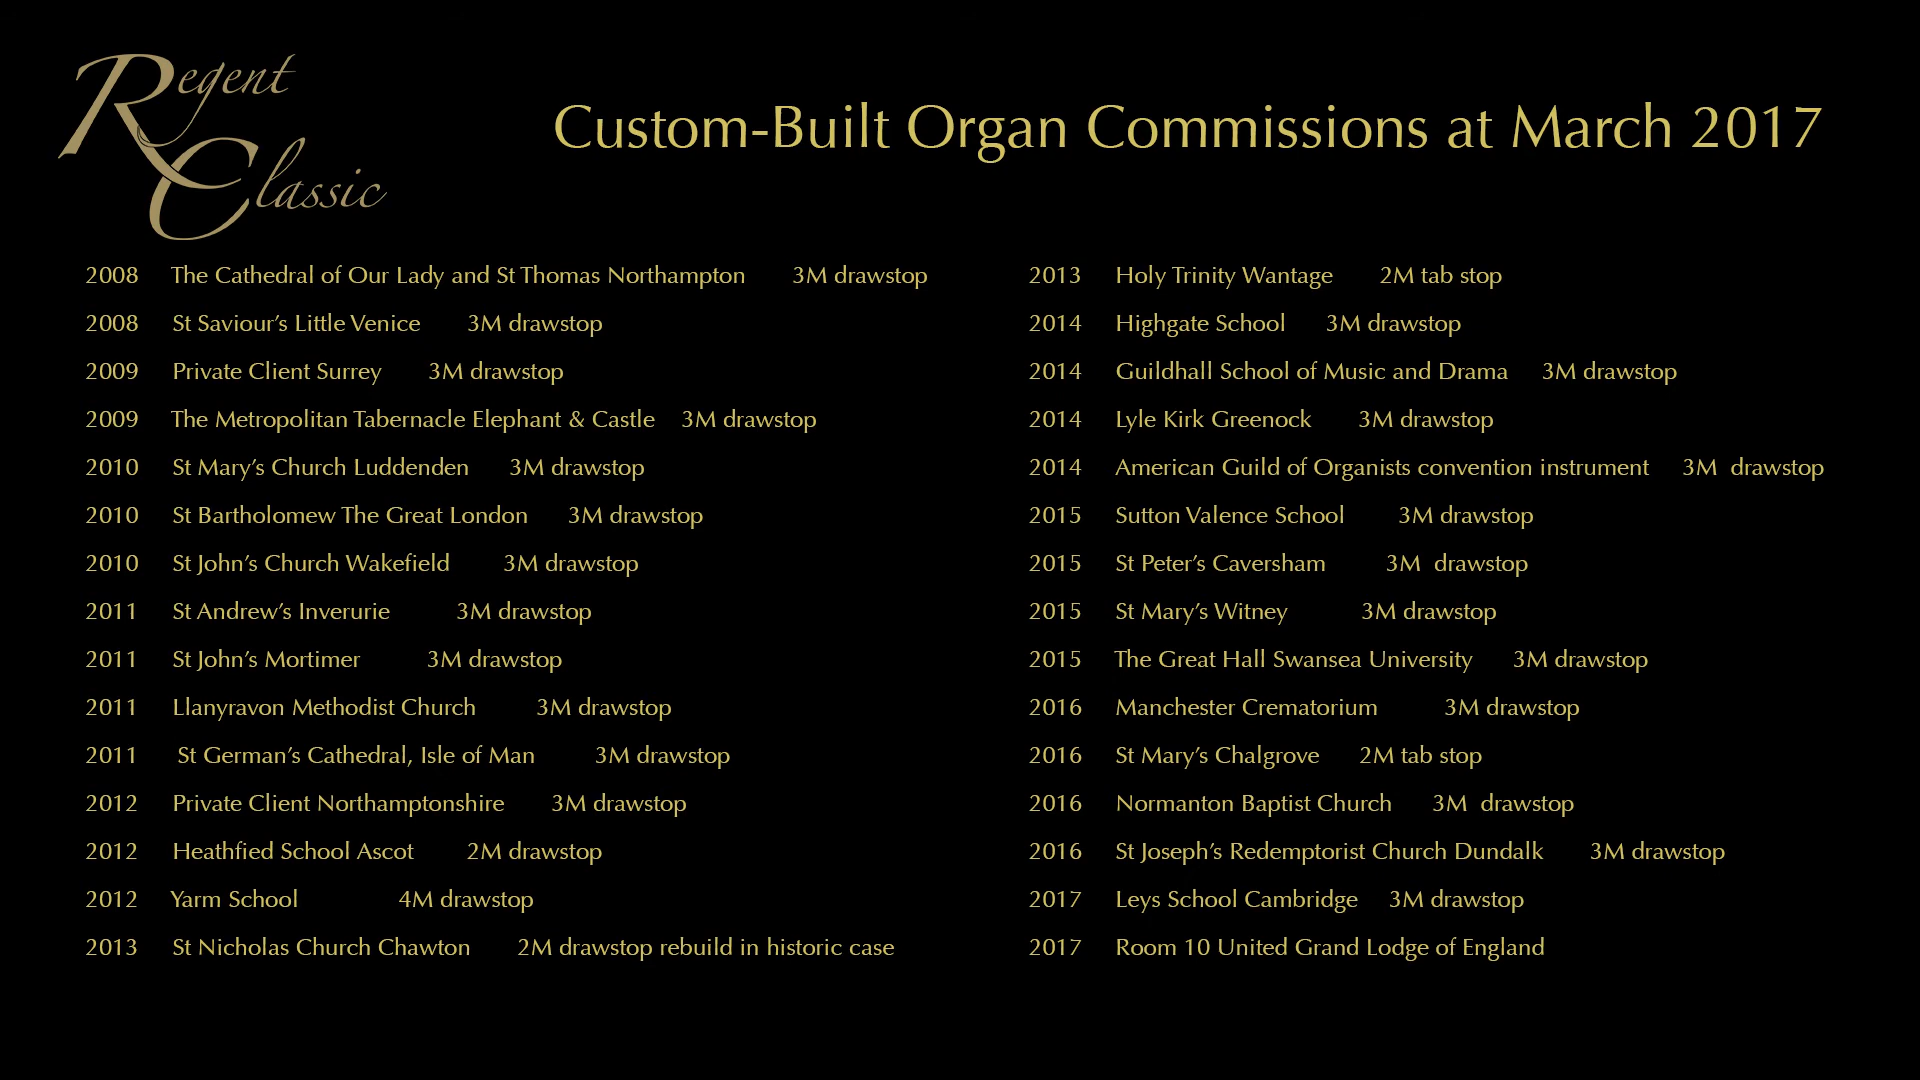 Regent
Classic
Custom-Built Organ Commissions at March 2017
2008 The Cathedral of Our Lady and St Thomas Northampton 3M drawstop
2008 St Saviour’s Little Venice 3M drawstop
2009 Private Client Surrey 3M drawstop
2009 The Metropolitan Tabernacle Elephant & Castle 3M drawstop
2010 St Mary’s Church Luddenden 3M drawstop
2010 St Bartholomew The Great London 3M drawstop
2010 St John’s Church Wakefield 3M drawstop
2011 St Andrew’s Inverurie 3M drawstop
2011 St John’s Mortimer 3M drawstop
2011 Llanyravon Methodist Church 3M drawstop
2011 St German’s Cathedral, Isle of Man 3M drawstop
2012 Private Client Northamptonshire 3M drawstop
2012 Heathfied School Ascot 2M drawstop
2012 Yarm School 4M drawstop
2013 St Nicholas Church Chawton 2M drawstop rebuild in historic case
2013 Holy Trinity Wantage 2M tab stop
2014 Highgate School 3M drawstop
2014 Guildhall School of Music and Drama 3M drawstop
2014 Lyle Kirk Greenock 3M drawstop
2014 American Guild of Organists convention instrument 3M drawstop
2015 Sutton Valence School 3M drawstop
2015 St Peter’s Caversham 3M drawstop
2015 St Mary’s Witney 3M drawstop
2015 The Great Hall Swansea University 3M drawstop
2016 Manchester Crematorium 3M drawstop
2016 St Mary’s Chalgrove 2M tab stop
2016 Normanton Baptist Church 3M drawstop
2016 St Joseph’s Redemptorist Church Dundalk 3M drawstop
2017 Leys School Cambridge 3M drawstop
2017 Room 10 United Grand Lodge of England